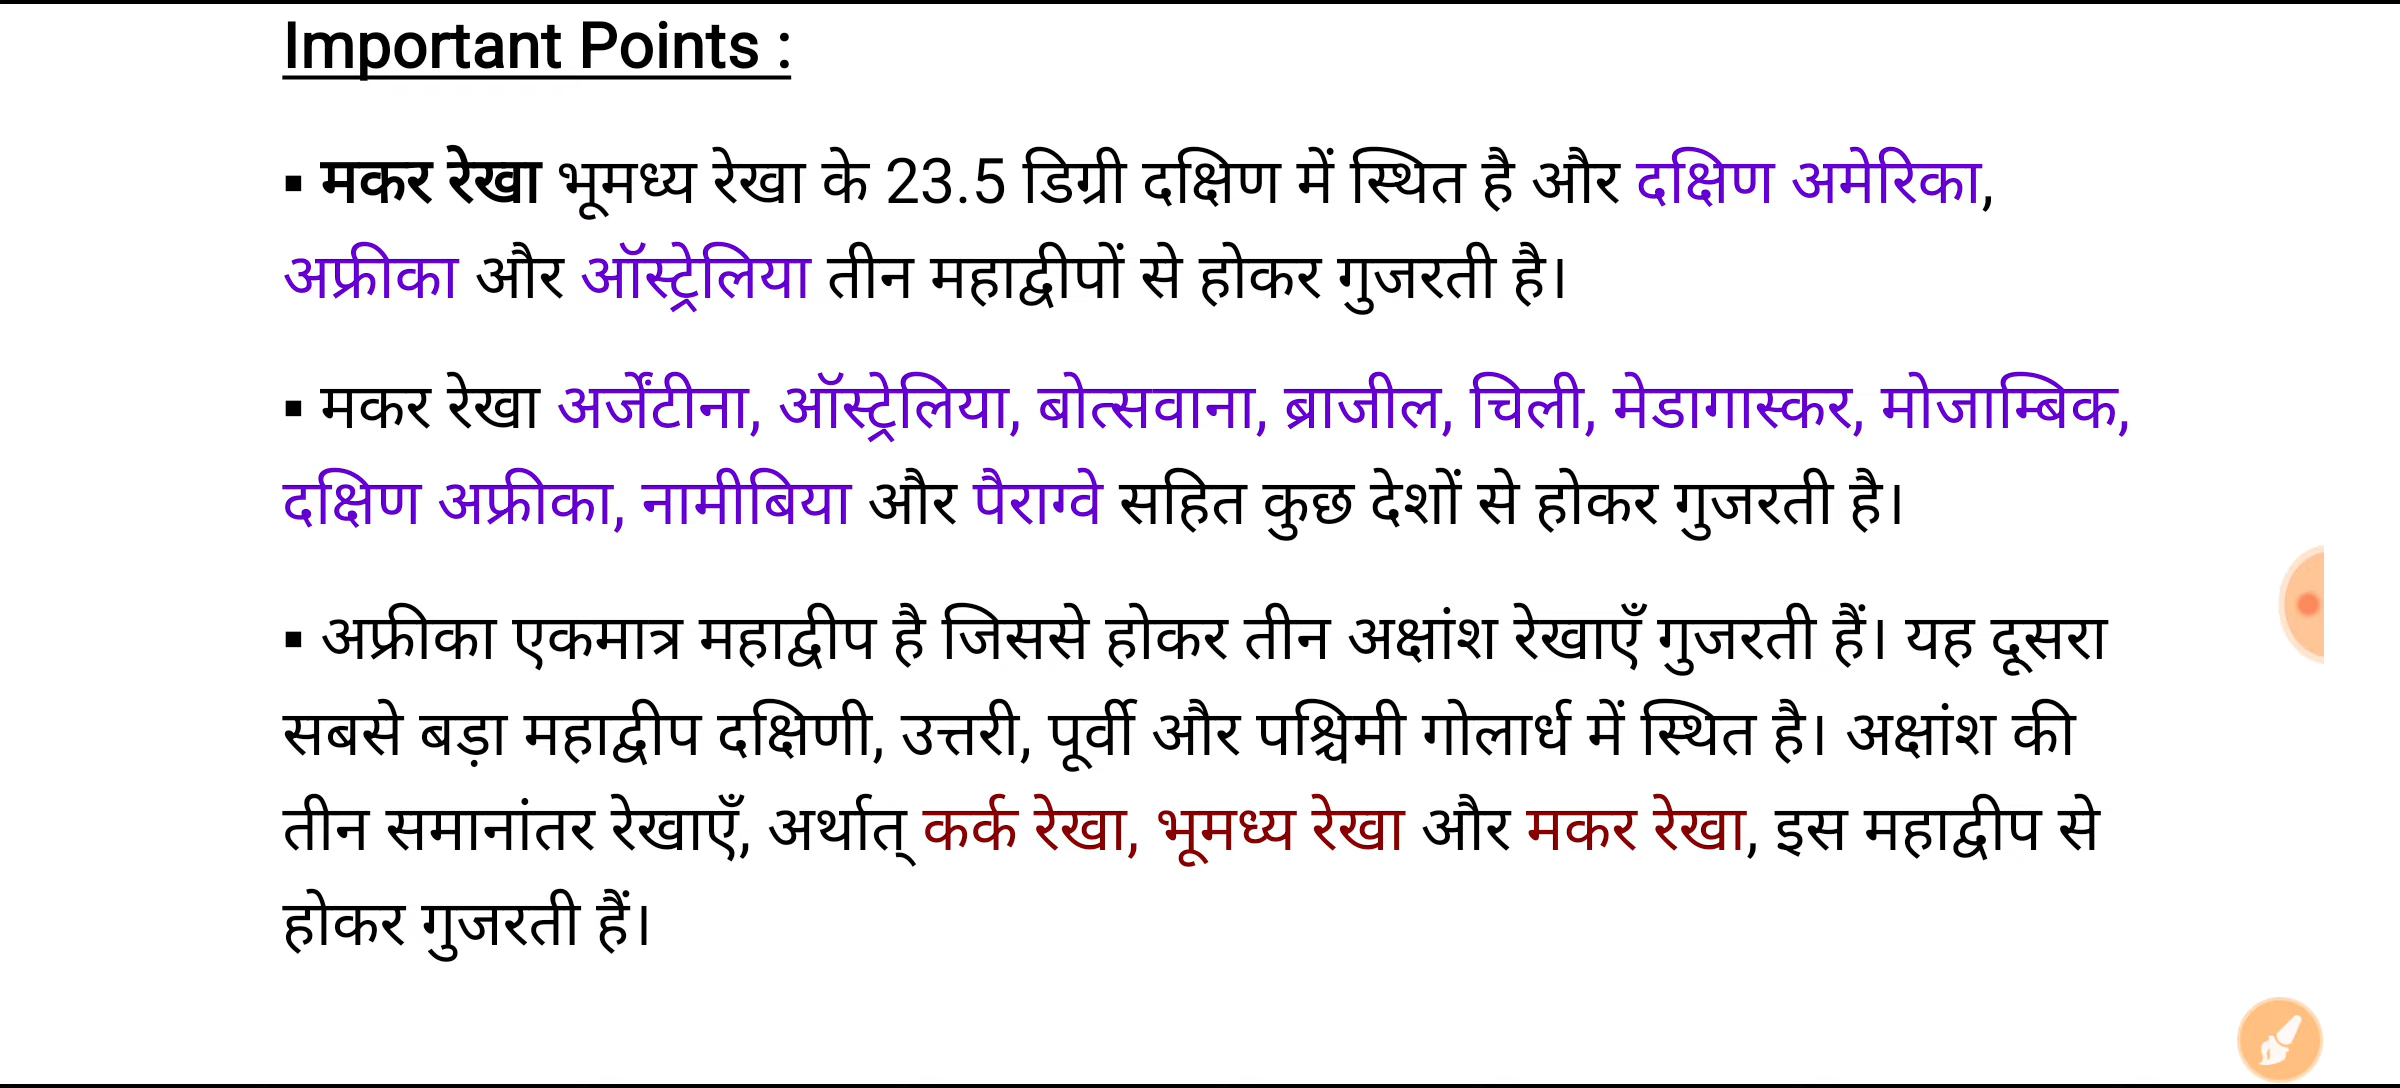 Important Points :
▪ मकर रेखा भूमध्य रेखा के 23.5 डिग्री दक्षिण में स्थित है और दक्षिण अमेरिका,
अफ्रीका और ऑस्ट्रेलिया तीन महाद्वीपों से होकर गुजरती है।
▪ मकर रेखा अर्जेंटीना, ऑस्ट्रेलिया, बोत्सवाना, ब्राजील, चिली, मेडागास्कर, मोजाम्बिक,
दक्षिण अफ्रीका, नामीबिया और पैराग्वे सहित कुछ देशों से होकर गुजरती है।
▪ अफ्रीका एकमात्र महाद्वीप है जिससे होकर तीन अक्षांश रेखाएँ गुजरती हैं। यह दूसरा
सबसे बड़ा महाद्वीप दक्षिणी, उत्तरी, पूर्वी और पश्चिमी गोलार्ध में स्थित है। अक्षांश की
तीन समानांतर रेखाएँ, अर्थात् कर्क रेखा, भूमध्य रेखा और मकर रेखा, इस महाद्वीप से
होकर गुजरती हैं।